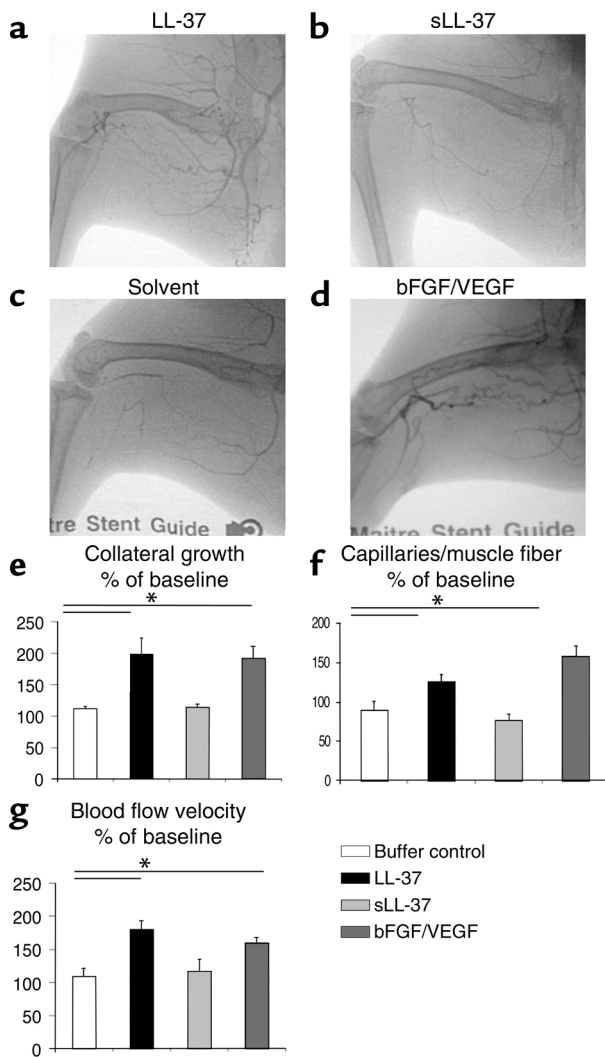 a
LL-37
b
sLL-37
c
Solvent
d
bFGF/VEGF
tre Stent Guide
Maitre Stent Guide
e
Collateral growth
% of baseline
*
200
150
100
50
0
f
Capillaries/muscle fiber
% of baseline
*
200
150
100
50
0
g
Blood flow velocity
% of baseline
*
250
200
150
100
50
0
Buffer control
LL-37
sLL-37
bFGF/VEGF